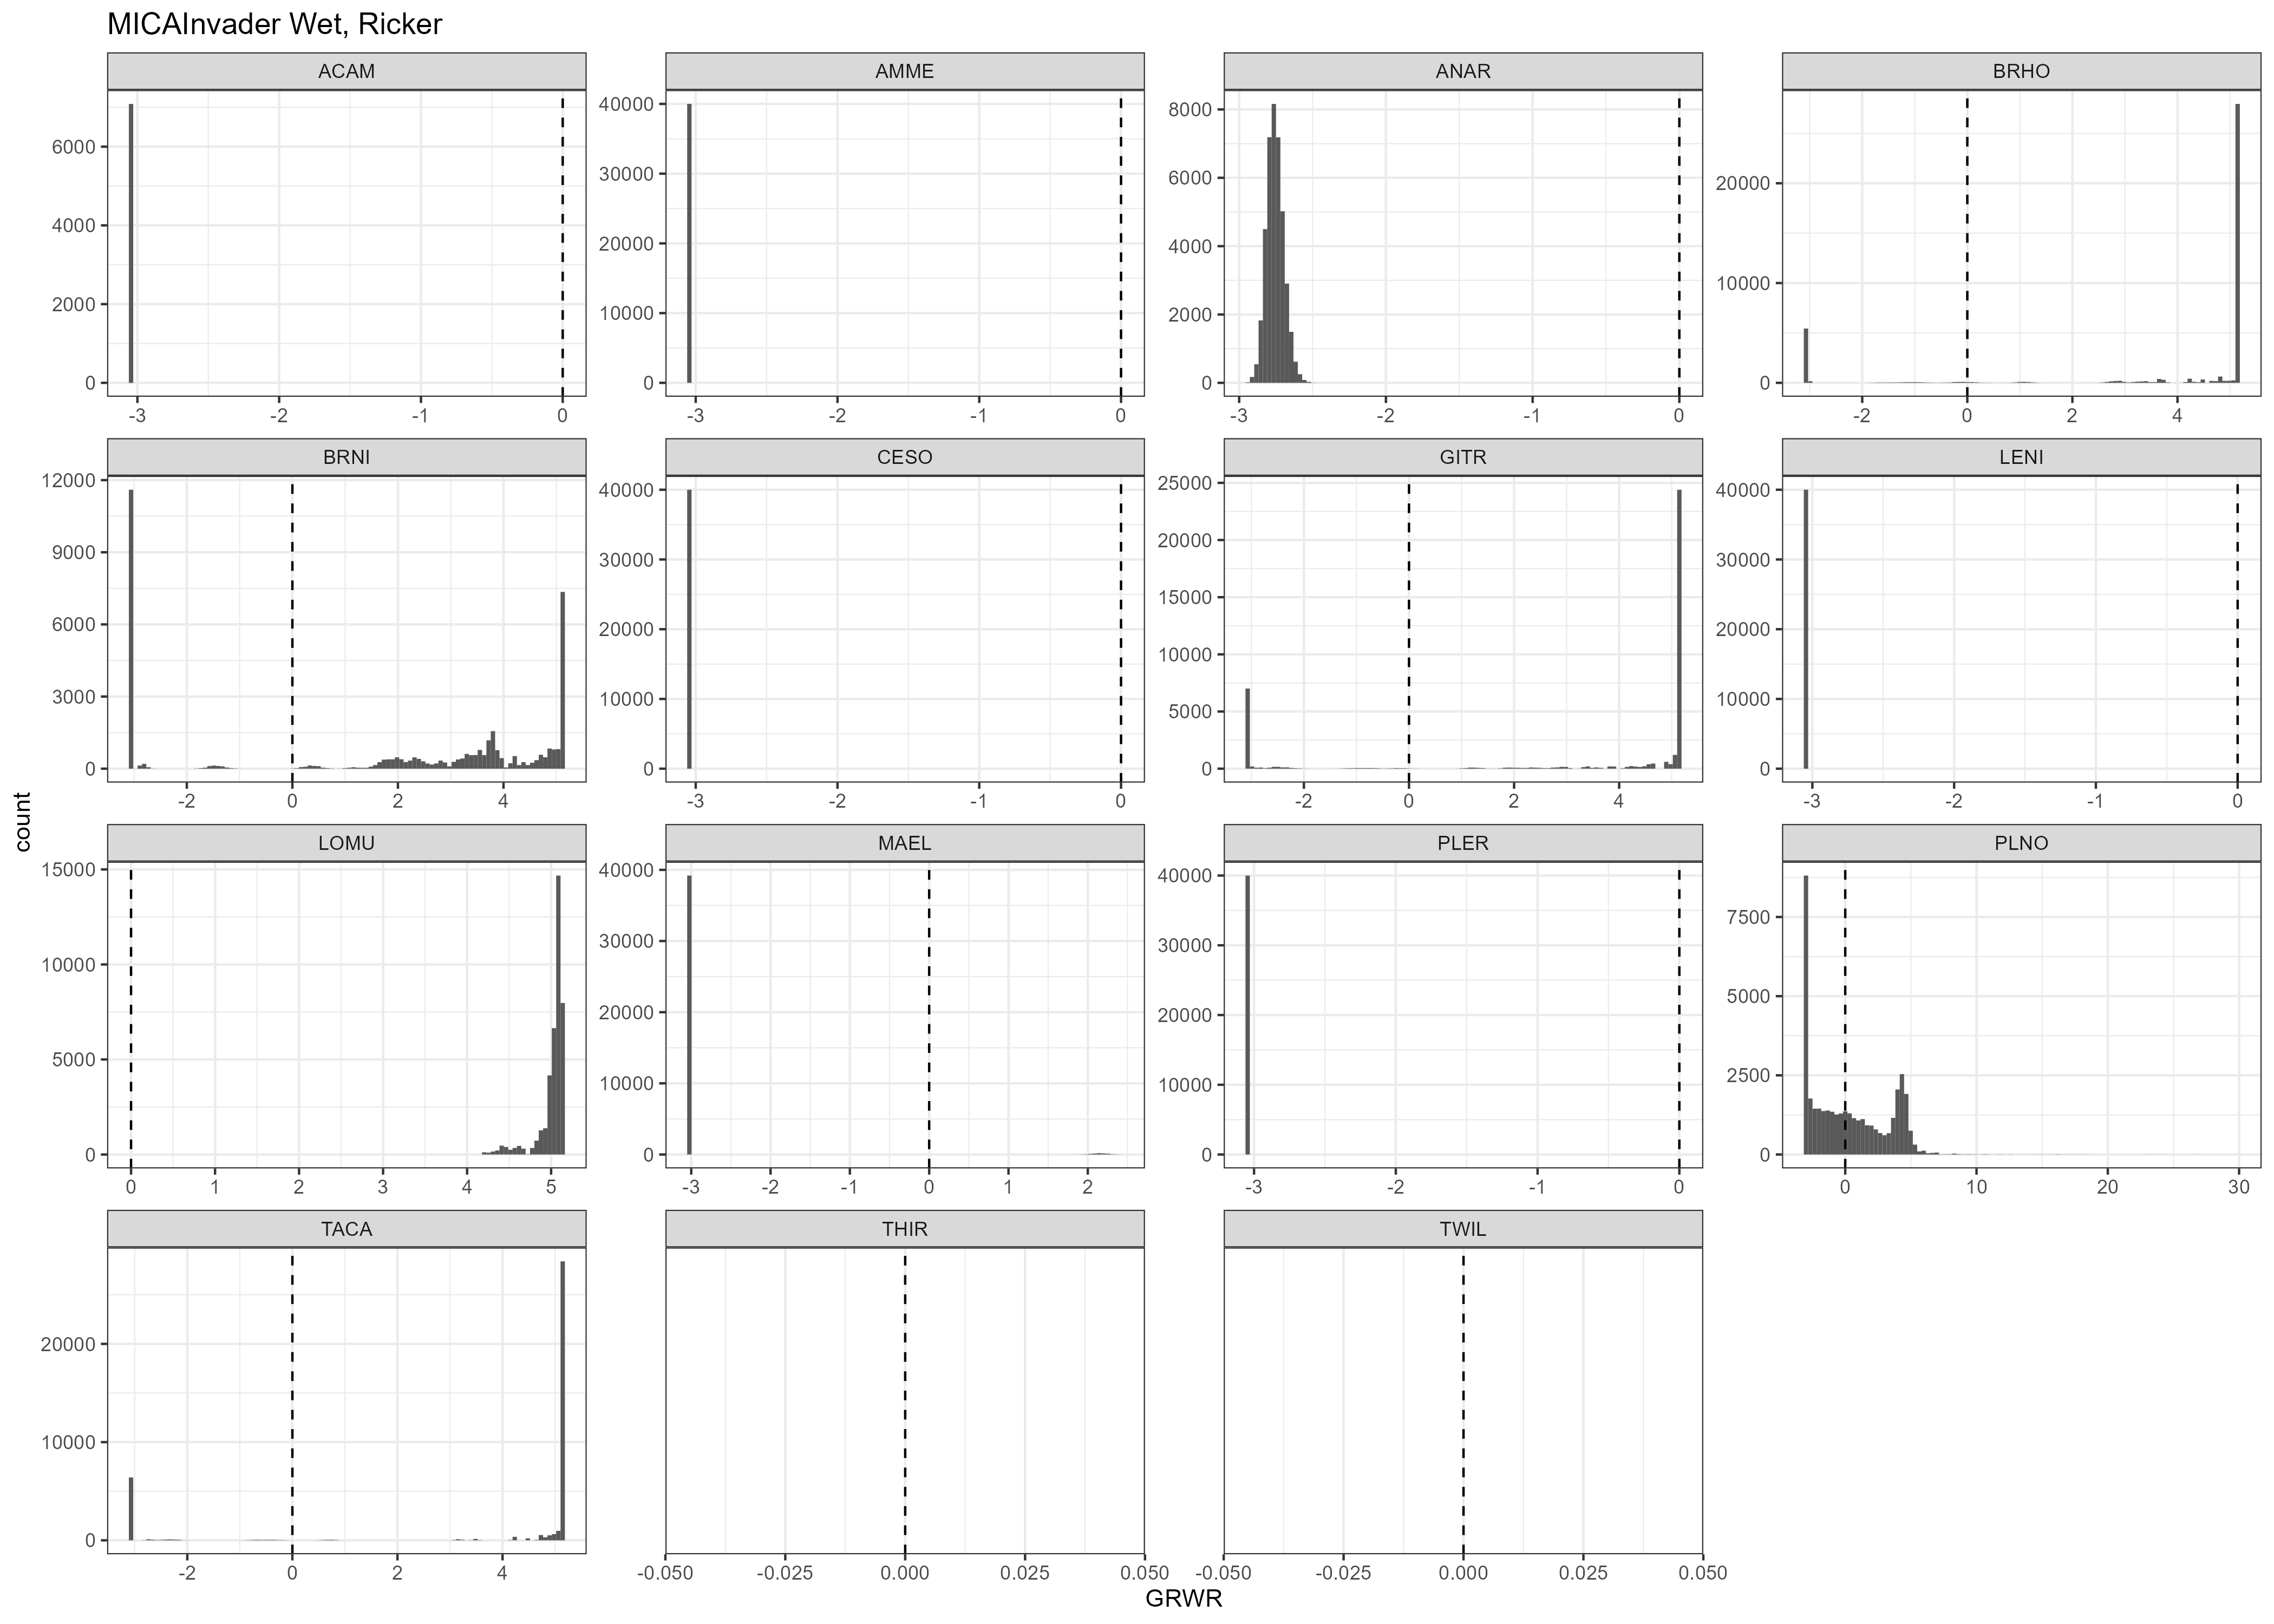 MICAInvader Wet, Ricker
ACAM AMME ANAR BRHO
6000 4000 2000 0
40000 30000 20000 10000 0
8000 6000 4000 2000 0
20000 10000 0
-3 -2 -1 0
-3 -2 -1 0
-3 -2 -1 0
-2 0 2 4
BRNI CESO GITR LENI
12000 9000 6000 3000 0
40000 30000 20000 10000 0
25000 20000 15000 10000 5000 0
40000 30000 20000 10000 0
-2 0 2 4
-3 -2 -1 0
-2 0 2 4
-3 -2 -1 0
count
LOMU MAEL PLER PLNO
15000 10000 5000 0
40000 30000 20000 10000 0
40000 30000 20000 10000 0
7500 5000 2500 0
0 1 2 3 4 5
-3 -2 -1 0 1 2
-3 -2 -1 0
0 10 20 30
TACA THIR TWIL
20000 10000 0
-2 0 2 4
-0.050 -0.025 0.000 0.025 0.050
-0.050 -0.025 0.000 0.025 0.050
GRWR